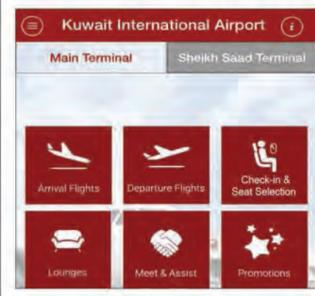 Kuwait International Airport i
Main Terminal Sheikh Saad Terminal
Arrival Flights Departure Flights Check-in &
Seat Selection
Lounges Meet & Assist Promotions